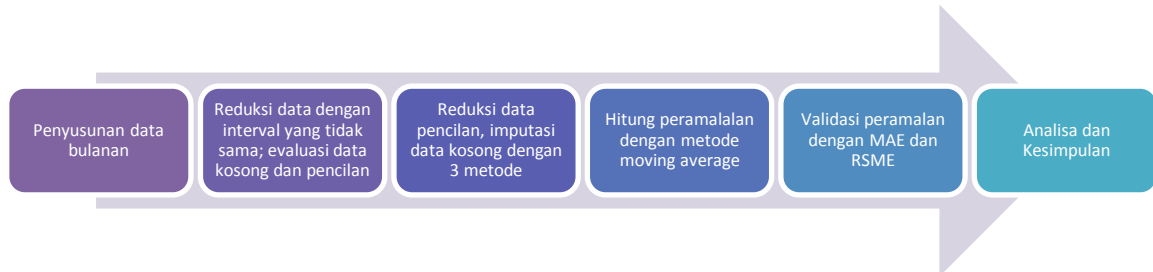 Penyusunan data
bulanan
Reduksi data dengan
interval yang tidak
sama; evaluasi data
kosong dan pencilan
Reduksi data
pencilan, imputasi
data kosong dengan
3 metode
Hitung peramalalan
dengan metode
moving average
Validasi peramalan
dengan MAE dan
RSME
Analisa dan
Kesimpulan